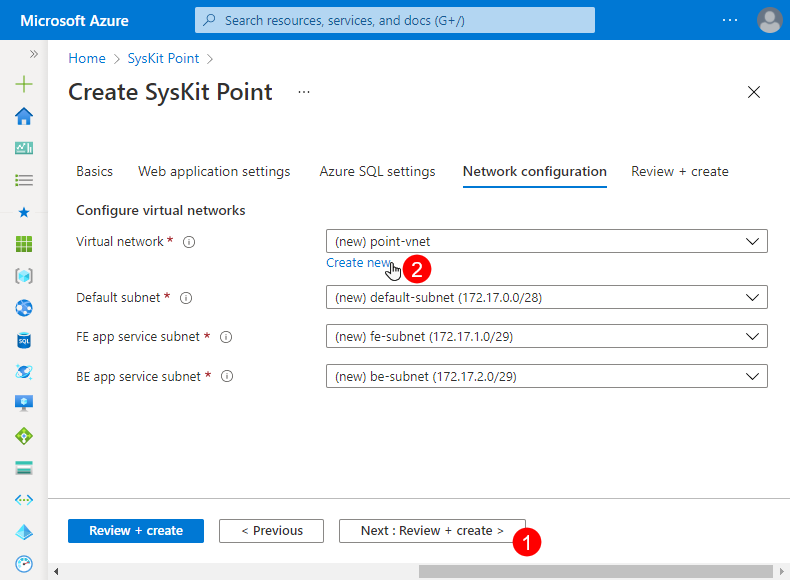 Microsoft Azure
Search resources, services, and docs (G+/)
...
»
Home > SysKit Point >
Create SysKit Point ...
Basics Web application settings Azure SQL settings Network configuration Review + create
Configure virtual networks
Virtual network * (new) point-vnet
Create new
2
Default subnet * (new) default-subnet (172.17.0.0/28)
FE app service subnet * (new) fe-subnet (172.17.1.0/29)
SQL
BE app service subnet * (new) be-subnet (172.17.2.0/29)
Review + create < Previous Next : Review + create >
1